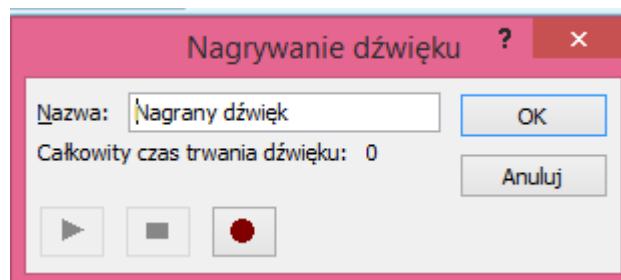 Nagrywanie dźwięku ?
Nazwa: Nagrany dźwięk OK
Całkowity czas trwania dźwięku: 0
Anuluj